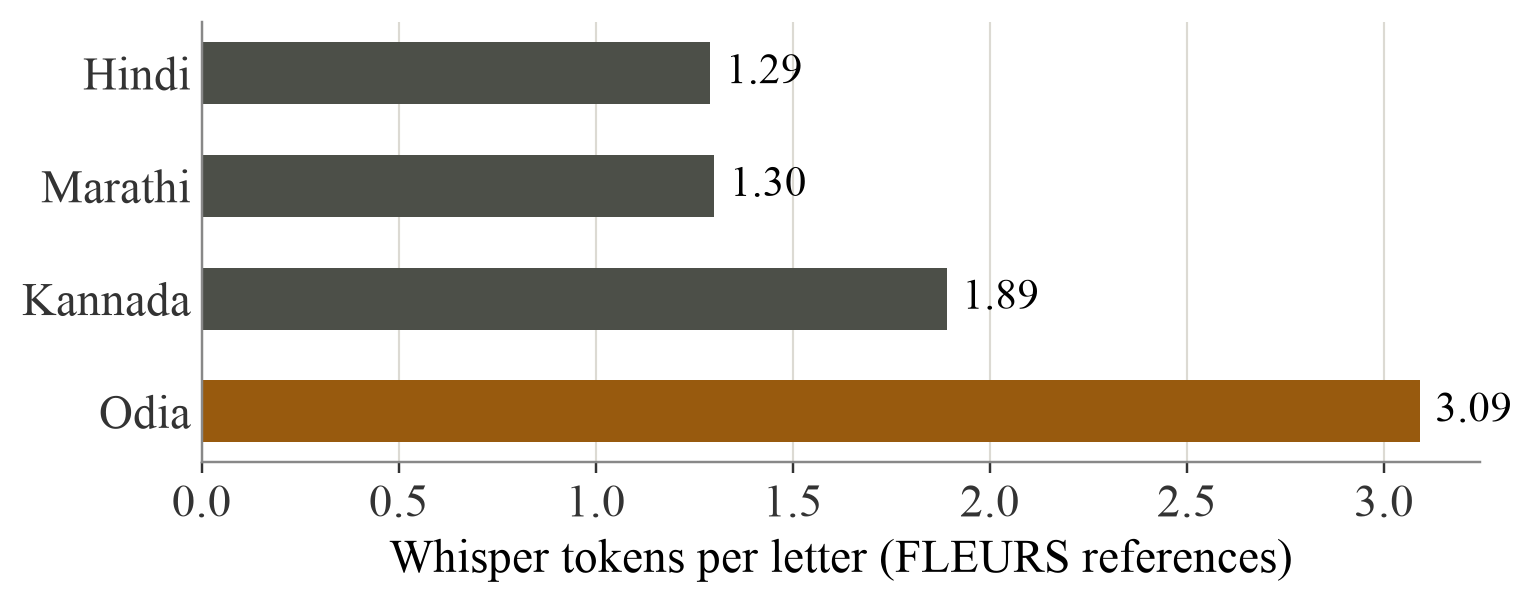 Hindi 1.29
Marathi 1.30
Kannada 1.89
Odia 3.09
0.0 0.5 1.0 1.5 2.0 2.5 3.0
Whisper tokens per letter (FLEURS references)